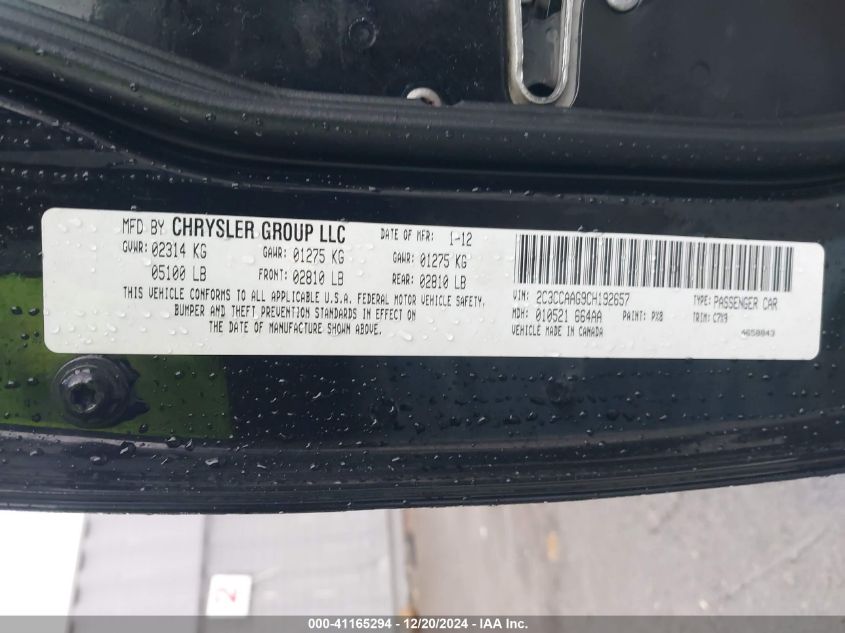 MFD BY CHRYSLER GROUP LLC DATE OF MFR: 1-12
GVWR: 02314 KG GAWR: 01275 KG GAWR: 01275 KG
05100 LB FRONT: 02810 LB REAR: 02810 LB
THIS VEHICLE CONFORMS TO ALL APPLICABLE U.S.A. FEDERAL MOTOR VEHICLE SAFETY,
BUMPER AND THEFT PREVENTION STANDARDS IN EFFECT ON
THE DATE OF MANUFACTURE SHOWN ABOVE.
VIN: 2C3CCAAG9CH192657 TYPE: PASSENGER CAR
MDH: 010521 664AA PAINT: PX8 TRIM: C7X9
VEHICLE MADE IN CANADA 4658843
2
000-41165294 - 12/20/2024 - IAA Inc.